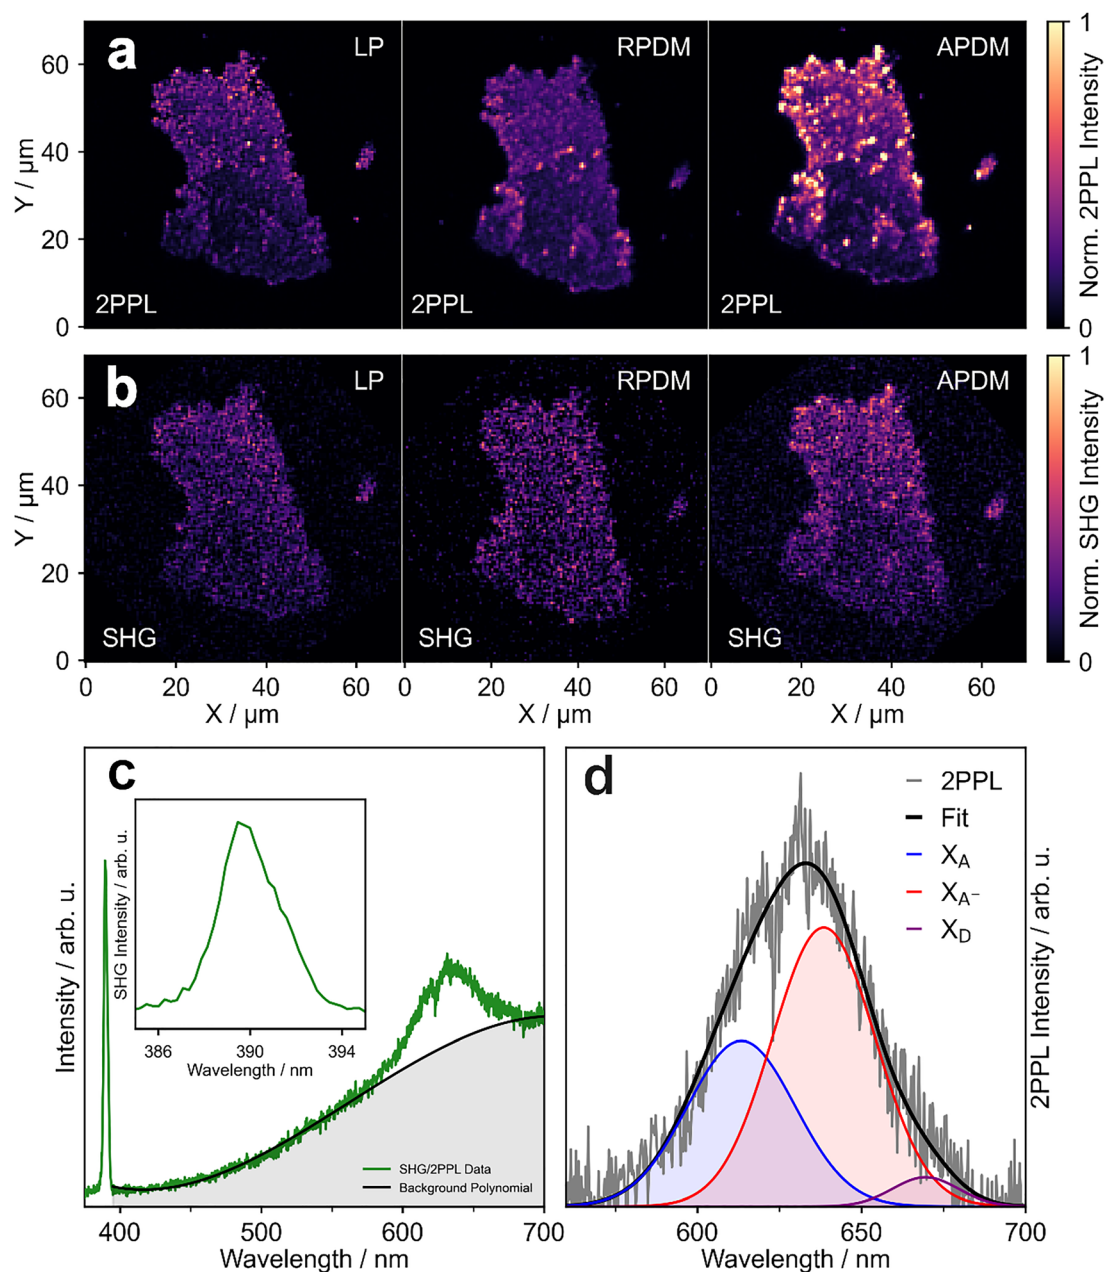 a
LP
RPDM
APDM
1
60
40
20
0
Y / µm
2PPL
2PPL
2PPL
Norm. 2PPL Intensity
0
b
LP
RPDM
APDM
1
60
40
20
0
Y / µm
SHG
SHG
SHG
Norm. SHG Intensity
0
0 20 40 60
0 20 40 60
0 20 40 60
X / µm
X / µm
X / µm
c
Intensity / arb. u.
SHG Intensity / arb. u.
386 390 394
Wavelength / nm
SHG/2PPL Data
Background Polynomial
400 500 600 700
Wavelength / nm
d
2PPL
Fit
X_A
X_A⁻
X_D
2PPL Intensity / arb. u.
600 650 700
Wavelength / nm